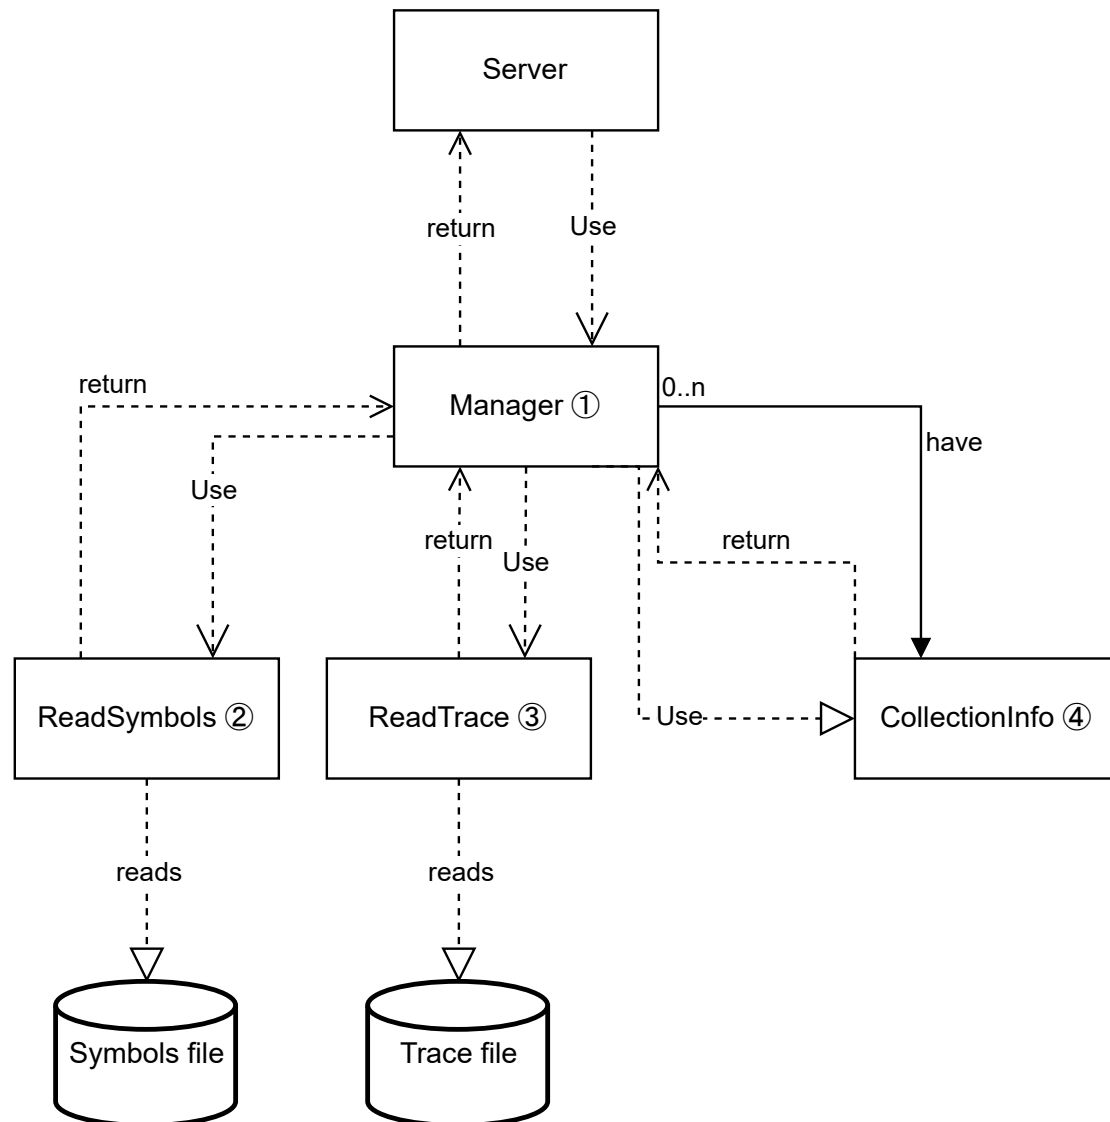 Server
return
Use
Manager ①
0..n
return
have
Use
return
Use
return
ReadSymbols ②
ReadTrace ③
Use
CollectionInfo ④
reads
reads
Symbols file
Trace file